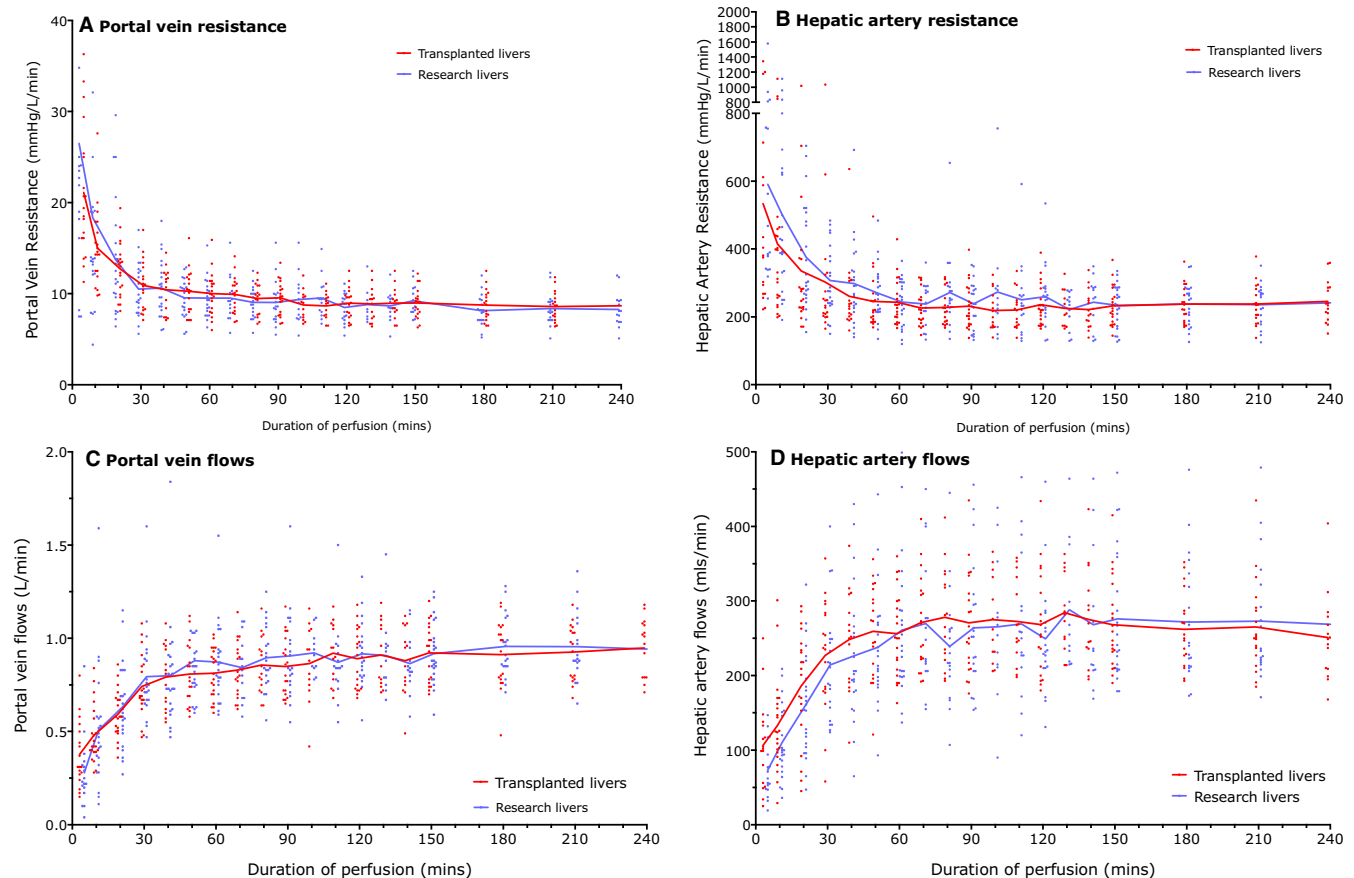 A Portal vein resistance
Portal Vein Resistance (mmHg/L/min)
40
30
20
10
0
Transplanted livers
Research livers
0 30 60 90 120 150 180 210 240
Duration of perfusion (mins)
B Hepatic artery resistance
Hepatic Artery Resistance (mmHg/L/min)
2000
1800
1600
1400
1200
1000
800
800
600
400
200
0
Transplanted livers
Research livers
0 30 60 90 120 150 180 210 240
Duration of perfusion (mins)
C Portal vein flows
Portal vein flows (L/min)
2.0
1.5
1.0
0.5
0.0
Transplanted livers
Research livers
0 30 60 90 120 150 180 210 240
Duration of perfusion (mins)
D Hepatic artery flows
Hepatic artery flows (mls/min)
500
400
300
200
100
0
Transplanted livers
Research livers
0 30 60 90 120 150 180 210 240
Duration of perfusion (mins)